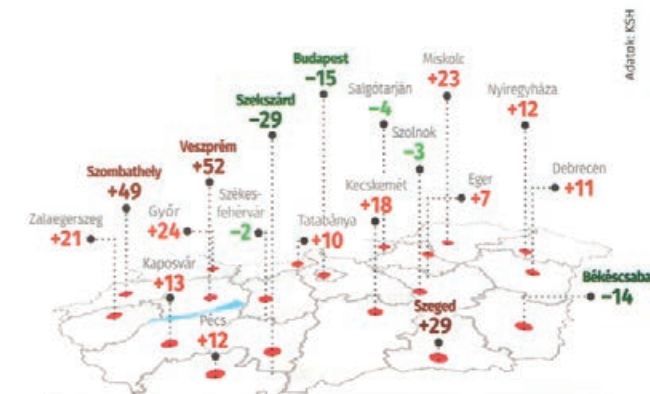 Adatok: KSH
Budapest
-15
Miskolc
+23
Salgótarján
-4
Nyíregyháza
+12
Szekszárd
-29
Szolnok
-3
Veszprém
+52
Szombathely
+49
Debrecen
+11
Eger
+7
Kecskemét
+18
Székes-
fehérvár
-2
Győr
+24
Zalaegerszeg
+21
Tatabánya
+10
Kaposvár
+13
Békéscsaba
-14
Szeged
+29
Pécs
+12